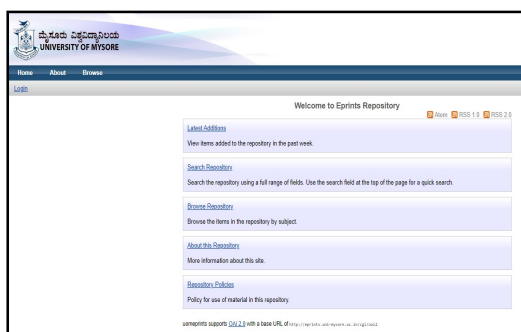 ಮೈಸೂರು ವಿಶ್ವವಿದ್ಯಾನಿಲಯ
UNIVERSITY OF MYSORE
Home About Browse
Login
Welcome to Eprints Repository
Atom RSS 1.0 RSS 2.0
Latest Additions
View items added to the repository in the past week.
Search Repository
Search the repository using a full range of fields. Use the search field at the top of the page for a quick search.
Browse Repository
Browse the items in the repository by subject.
About this Repository
More information about this site.
Repository Policies
Policy for use of material in this repository.
uomeprints supports OAI 2.0 with a base URL of